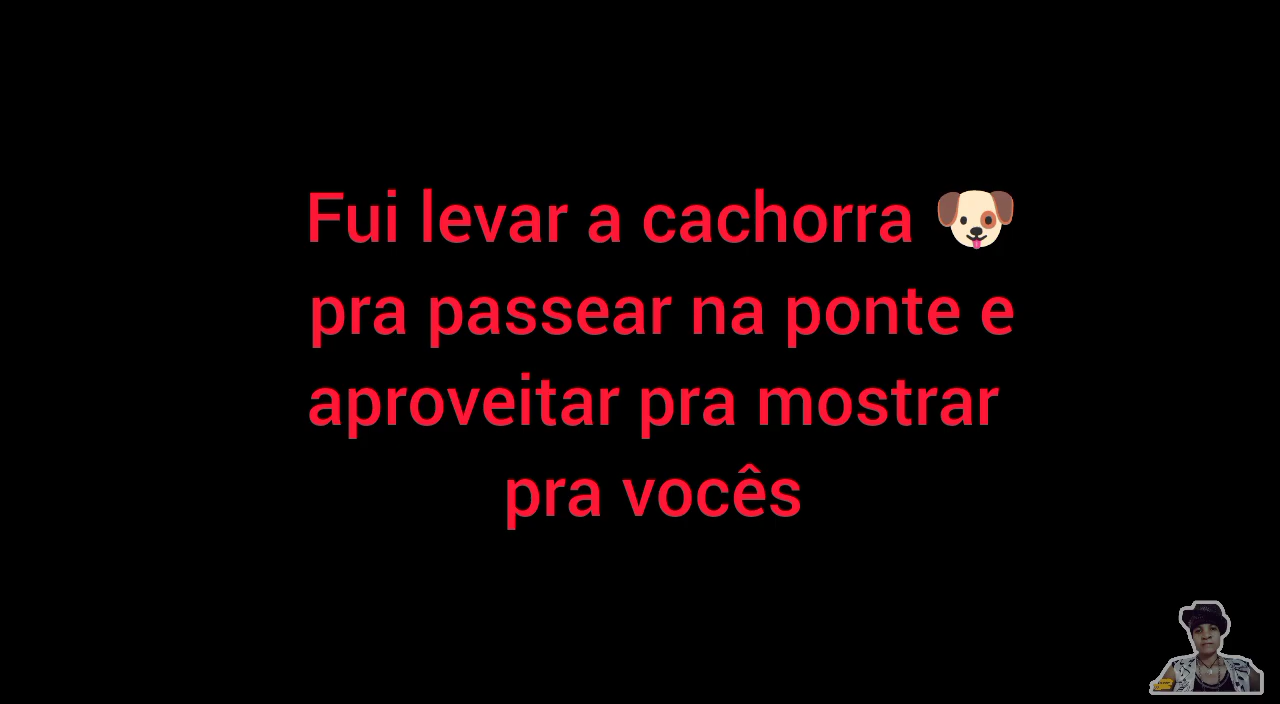 Fui levar a cachorra 🐶
pra passear na ponte e
aproveitar pra mostrar
pra vocês